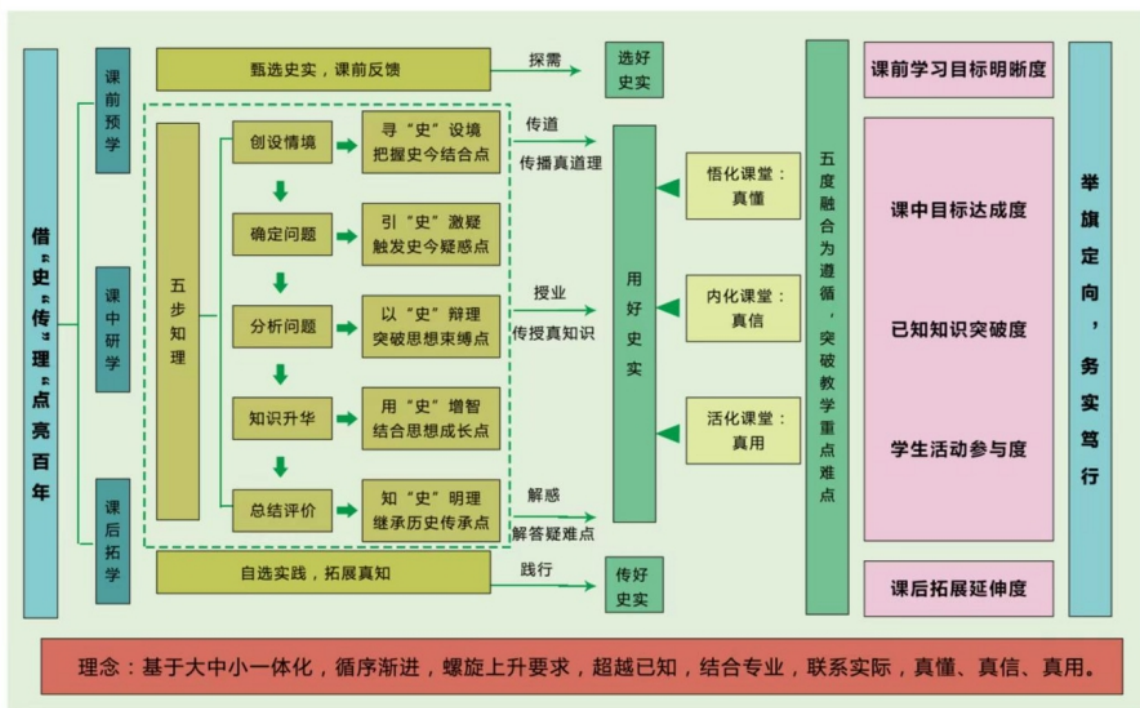 借"史"传"理"点亮百年
课前预学
课中研学
课后拓学
甄选史实，课前反馈
探需
选好
史实
五步知理
创设情境
寻"史"设境
把握史今结合点
确定问题
引"史"激疑
触发史今疑惑点
分析问题
以"史"辩理
突破思想束缚点
知识升华
用"史"增智
结合思想成长点
总结评价
知"史"明理
继承历史传承点
传道
传播真道理
授业
传授真知识
解惑
解答疑难点
用好史实
悟化课堂：
真懂
内化课堂：
真信
活化课堂：
真用
自选实践，拓展真知
践行
传好
史实
五度融合为遵循，突破教学重点难点
课前学习目标明晰度
课中目标达成度
已知知识突破度
学生活动参与度
课后拓展延伸度
举旗定向，务实笃行
理念：基于大中小一体化，循序渐进，螺旋上升要求，超越已知，结合专业，联系实际，真懂、真信、真用。